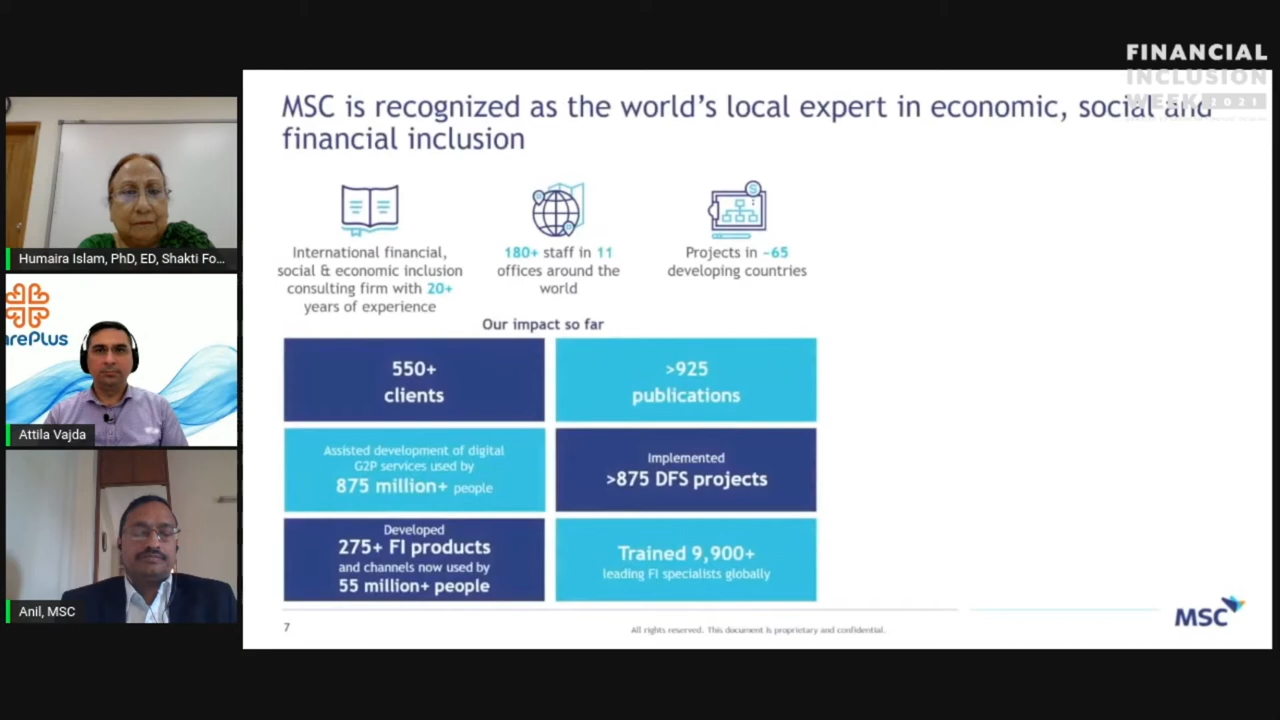 FINANCIAL
INCLUSION
WEEK 2021
MSC is recognized as the world's local expert in economic, social and
financial inclusion
International financial,
social & economic inclusion
consulting firm with 20+
years of experience
180+ staff in 11
offices around the
world
Projects in ~65
developing countries
Our impact so far
550+
clients
>925
publications
Assisted development of digital
G2P services used by
875 million+ people
Implemented
>875 DFS projects
Developed
275+ FI products
and channels now used by
55 million+ people
Trained 9,900+
leading FI specialists globally
7
All rights reserved. This document is proprietary and confidential.
MSC
Humaira Islam, PhD, ED, Shakti Fo...
arePlus
Attila Vajda
Anil, MSC